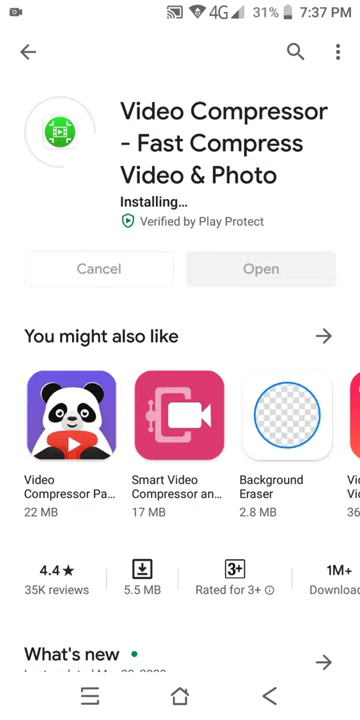 4G 31% 7:37 PM
Video Compressor
- Fast Compress
Video & Photo
Installing...
Verified by Play Protect
Cancel Open
You might also like
Video
Compressor Pa...
22 MB
Smart Video
Compressor an...
17 MB
Background
Eraser
2.8 MB
36
4.4★ 3+ 1M+
35K reviews 5.5 MB Rated for 3+
What's new